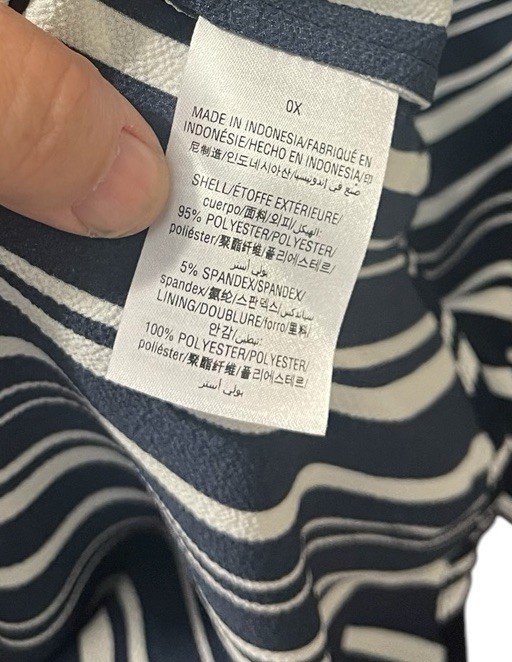 0X
MADE IN INDONESIA/FABRIQUÉ EN
INDONÉSIE/HECHO EN INDONESIA/印
尼制造/인도네시아산/صنع في اندونيسيا
SHELL/ÉTOFFE EXTÉRIEURE/
cuerpo/面料/외피/الهيكل:
95% POLYESTER/POLYESTER/
poliéster/聚酯纤维/폴리에스테르/
بولي أستر
5% SPANDEX/SPANDEX/
spandex/氨纶/스판덱스/سباندكس
LINING/DOUBLURE/forro/里料/
안감/تبطين:
100% POLYESTER/POLYESTER/
poliéster/聚酯纤维/폴리에스테르/
بولي أستر